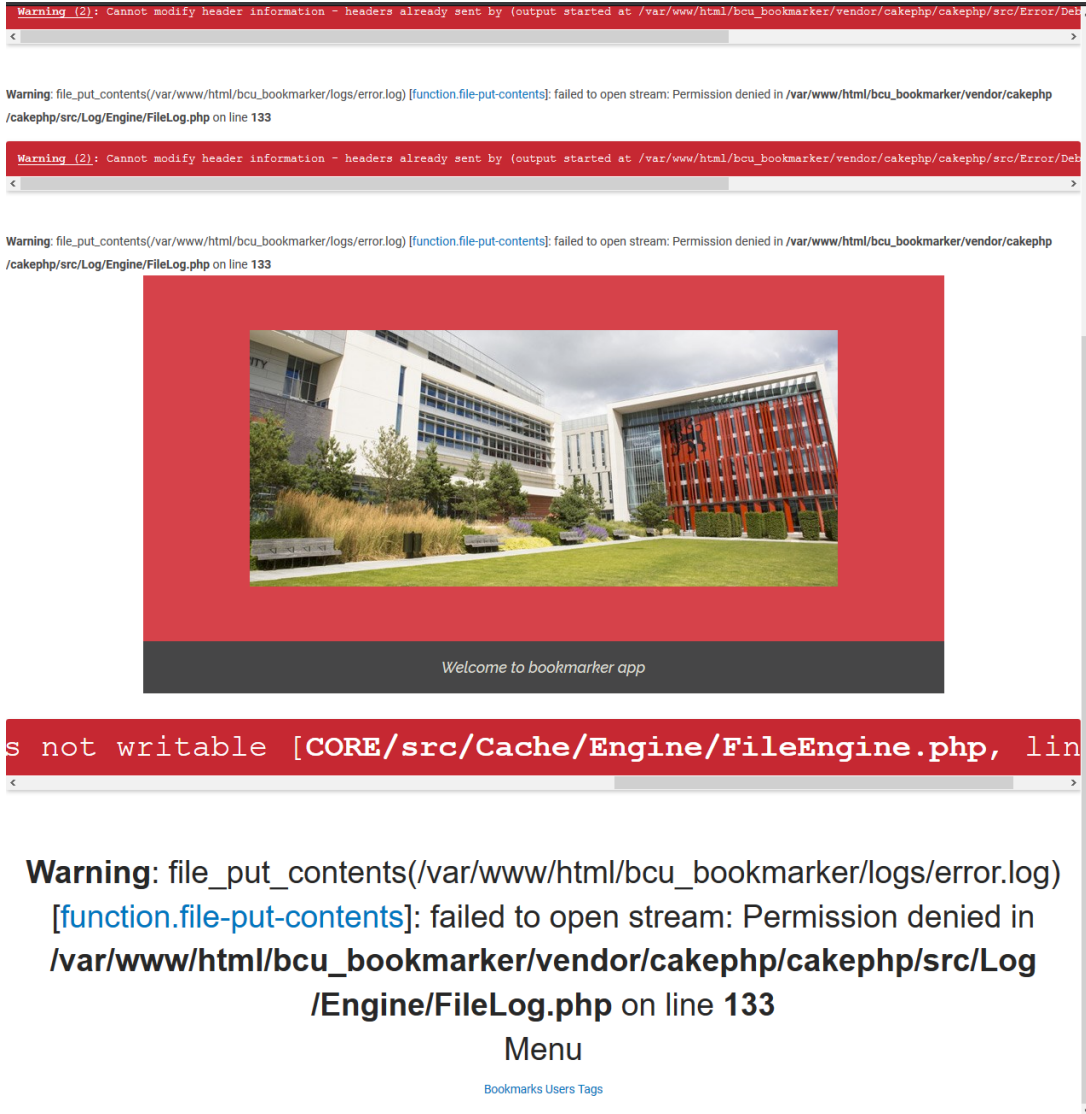 Warning (2): Cannot modify header information - headers already sent by (output started at /var/www/html/bcu_bookmarker/vendor/cakephp/cakephp/src/Error/Deb
Warning: file_put_contents(/var/www/html/bcu_bookmarker/logs/error.log) [function.file-put-contents]: failed to open stream: Permission denied in /var/www/html/bcu_bookmarker/vendor/cakephp
/cakephp/src/Log/Engine/FileLog.php on line 133
Warning (2): Cannot modify header information - headers already sent by (output started at /var/www/html/bcu_bookmarker/vendor/cakephp/cakephp/src/Error/Deb
Warning: file_put_contents(/var/www/html/bcu_bookmarker/logs/error.log) [function.file-put-contents]: failed to open stream: Permission denied in /var/www/html/bcu_bookmarker/vendor/cakephp
/cakephp/src/Log/Engine/FileLog.php on line 133
ITY
Welcome to bookmarker app
s not writable [CORE/src/Cache/Engine/FileEngine.php, lin
Warning: file_put_contents(/var/www/html/bcu_bookmarker/logs/error.log)
[function.file-put-contents]: failed to open stream: Permission denied in
/var/www/html/bcu_bookmarker/vendor/cakephp/cakephp/src/Log
/Engine/FileLog.php on line 133
Menu
Bookmarks Users Tags